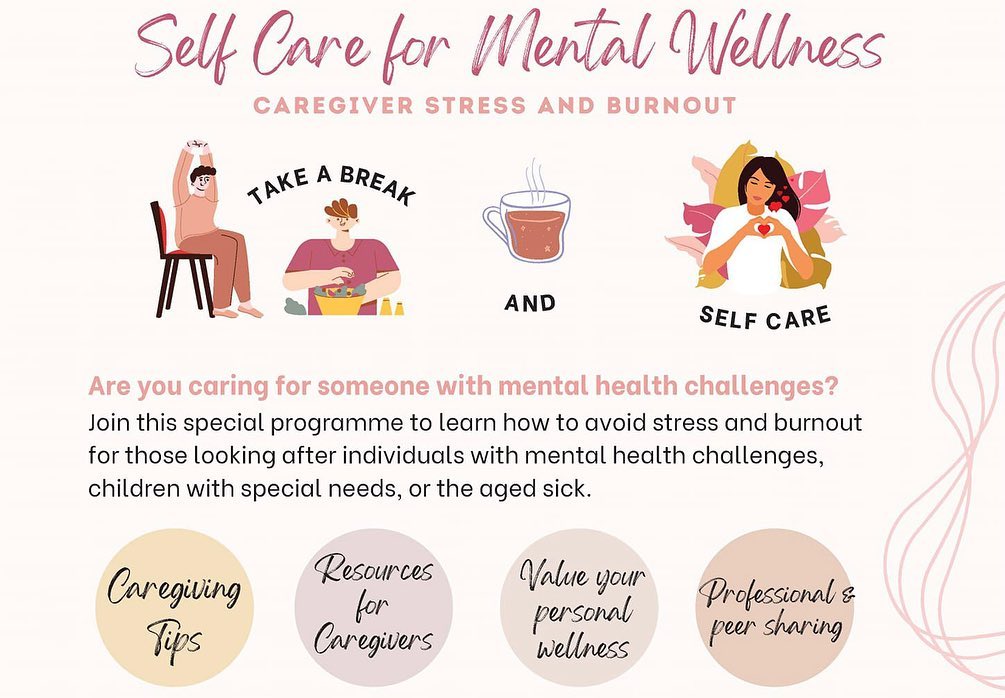 Self Care for Mental Wellness
CAREGIVER STRESS AND BURNOUT
TAKE A BREAK
AND
SELF CARE
Are you caring for someone with mental health challenges?
Join this special programme to learn how to avoid stress and burnout
for those looking after individuals with mental health challenges,
children with special needs, or the aged sick.
Caregiving
Tips
Resources
for
Caregivers
Value your
personal
wellness
Professional &
peer sharing